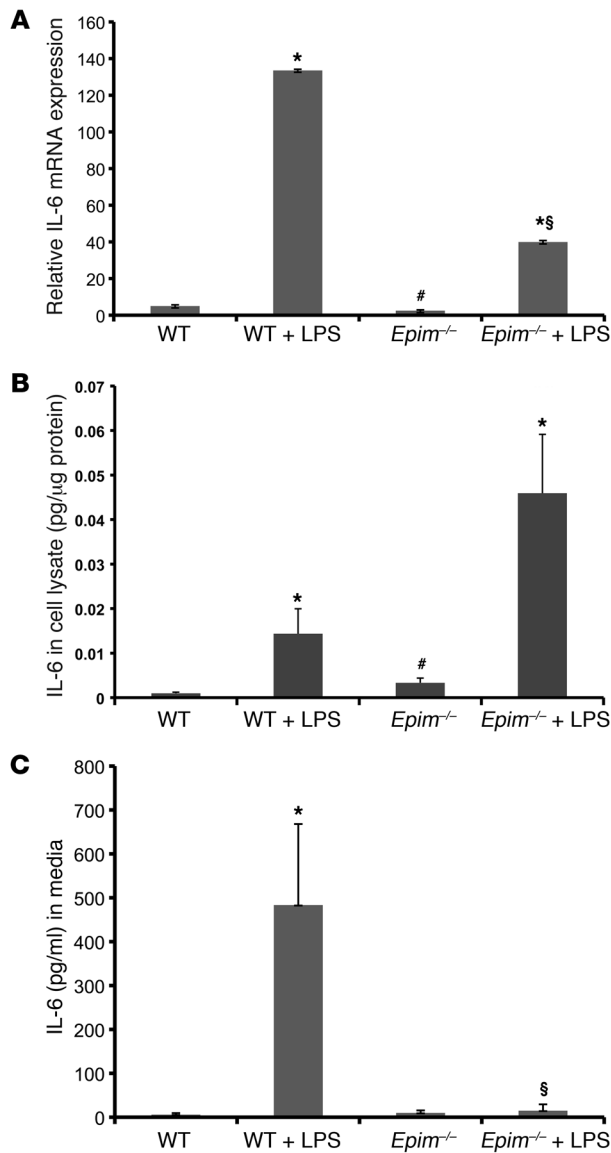 A
Relative IL-6 mRNA expression
160
140
120
100
80
60
40
20
0
*
#
*§
WT
WT + LPS
Epim–/–
Epim–/– + LPS
B
IL-6 in cell lysate (pg/μg protein)
0.07
0.06
0.05
0.04
0.03
0.02
0.01
0
*
#
*
WT
WT + LPS
Epim–/–
Epim–/– + LPS
C
IL-6 (pg/ml) in media
800
700
600
500
400
300
200
100
0
*
§
WT
WT + LPS
Epim–/–
Epim–/– + LPS